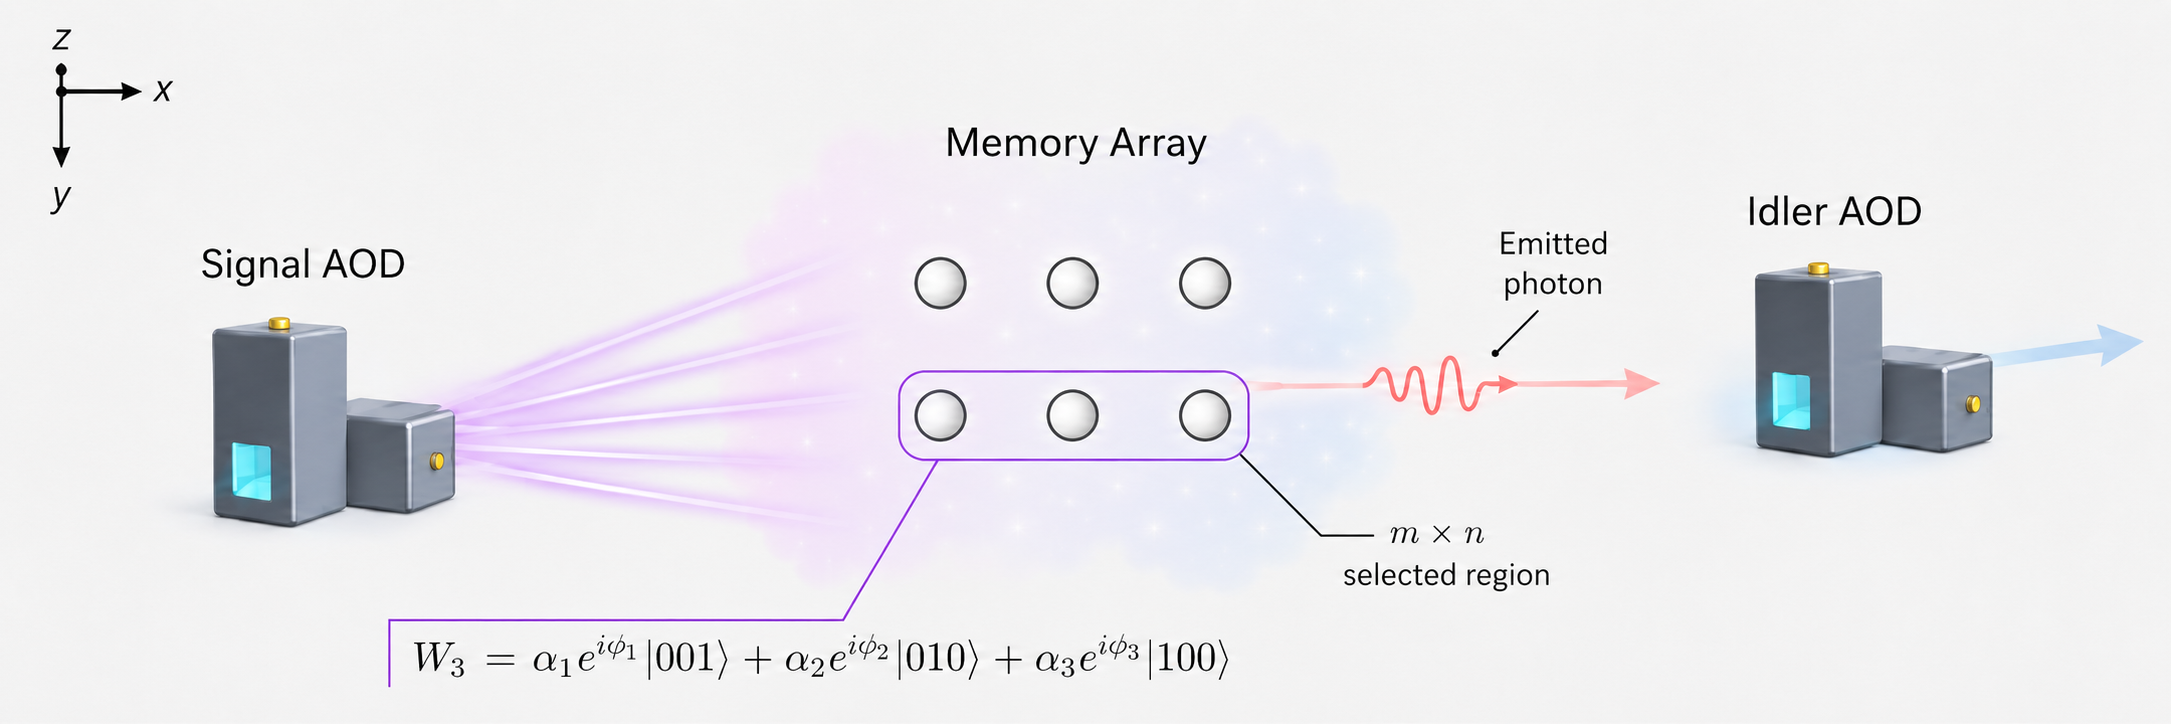 z
x
y
Signal AOD
Memory Array
Idler AOD
Emitted
photon
m × n
selected region
W₃ = α₁e^{iϕ₁}|001⟩ + α₂e^{iϕ₂}|010⟩ + α₃e^{iϕ₃}|100⟩